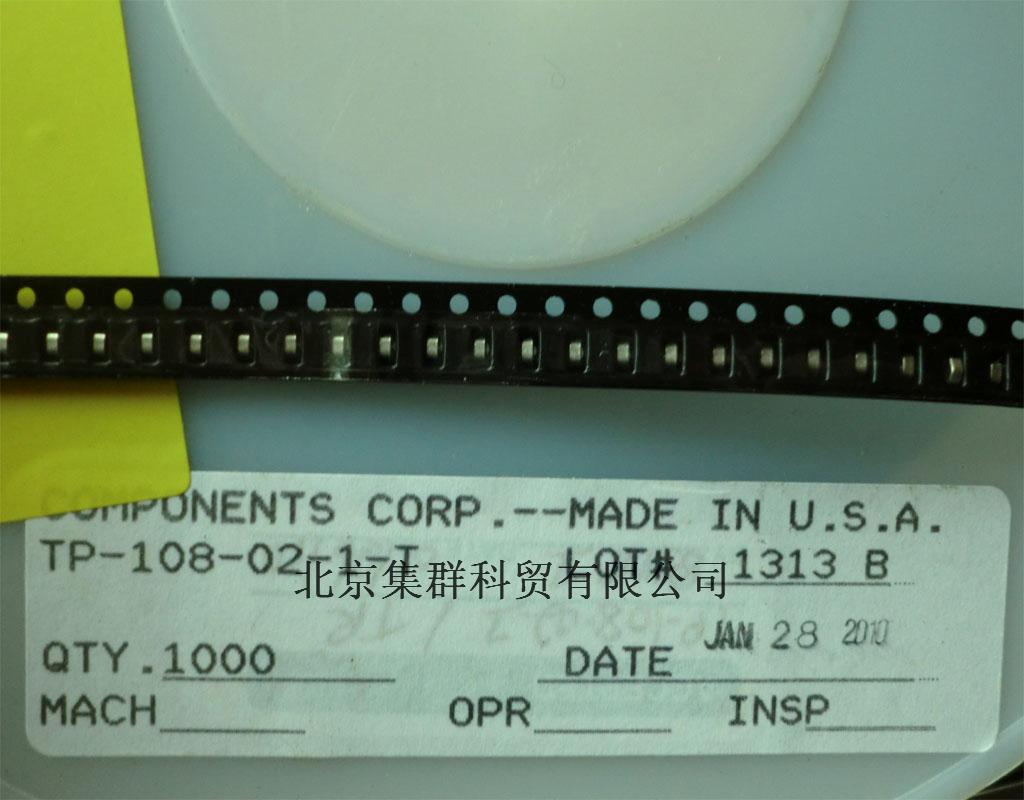 COMPONENTS CORP.--MADE IN U.S.A.
TP-108-02-1-T LOT# 1313 B
北京集群科贸有限公司
JAN 28 2010
QTY.1000 DATE
MACH OPR INSP